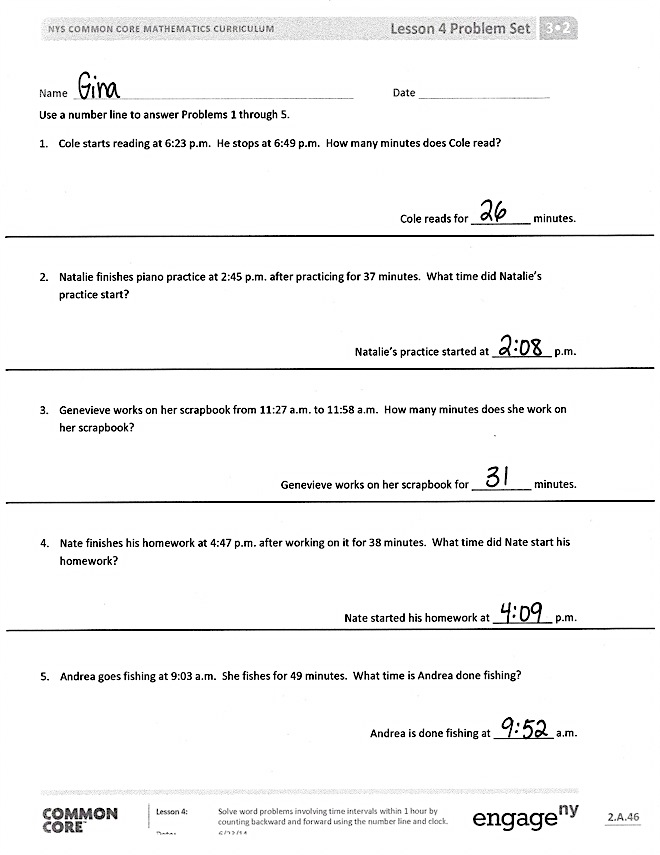 NYS COMMON CORE MATHEMATICS CURRICULUM
Lesson 4 Problem Set 3•2
Name Gina Date
Use a number line to answer Problems 1 through 5.
1. Cole starts reading at 6:23 p.m. He stops at 6:49 p.m. How many minutes does Cole read?
Cole reads for 26 minutes.
2. Natalie finishes piano practice at 2:45 p.m. after practicing for 37 minutes. What time did Natalie's
practice start?
Natalie's practice started at 2:08 p.m.
3. Genevieve works on her scrapbook from 11:27 a.m. to 11:58 a.m. How many minutes does she work on
her scrapbook?
Genevieve works on her scrapbook for 31 minutes.
4. Nate finishes his homework at 4:47 p.m. after working on it for 38 minutes. What time did Nate start his
homework?
Nate started his homework at 4:09 p.m.
5. Andrea goes fishing at 9:03 a.m. She fishes for 49 minutes. What time is Andrea done fishing?
Andrea is done fishing at 9:52 a.m.
COMMON
CORE
Lesson 4:
Solve word problems involving time intervals within 1 hour by
counting backward and forward using the number line and clock.
engage ny
2.A.46